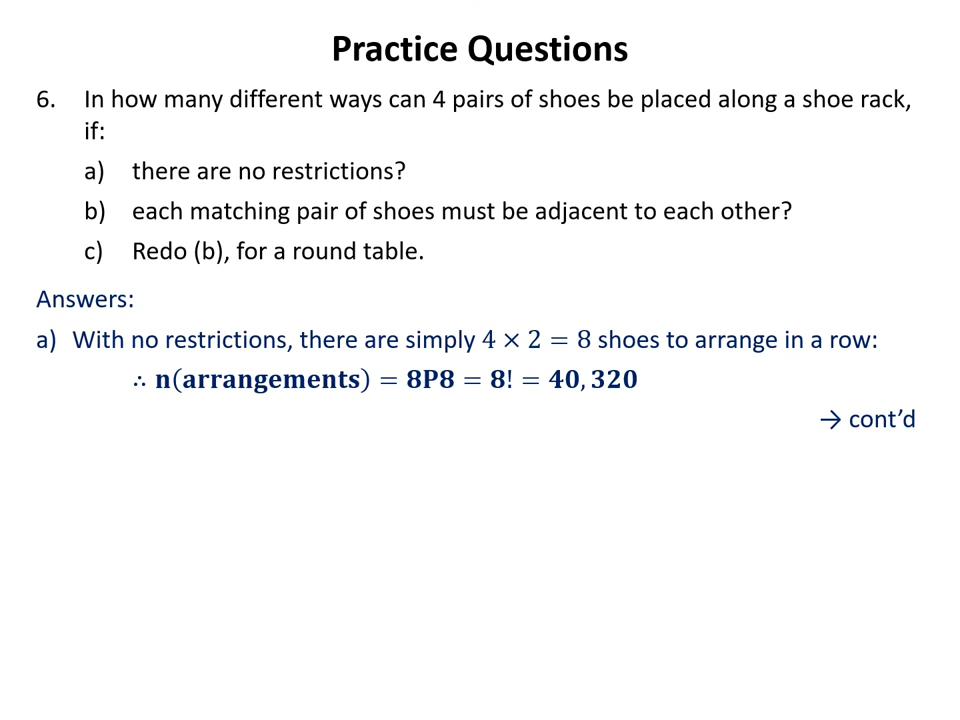 Practice Questions
6. In how many different ways can 4 pairs of shoes be placed along a shoe rack,
if:
a) there are no restrictions?
b) each matching pair of shoes must be adjacent to each other?
c) Redo (b), for a round table.
Answers:
a) With no restrictions, there are simply 4 × 2 = 8 shoes to arrange in a row:
∴ n(arrangements) = 8P8 = 8! = 40,320
→ cont’d